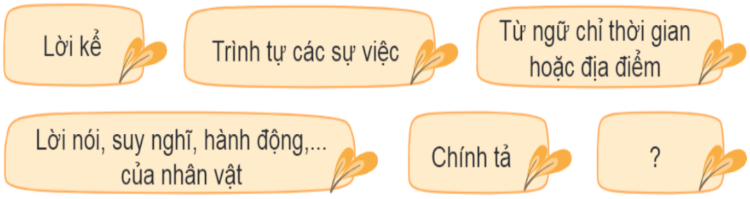 Lời kể
Trình tự các sự việc
Từ ngữ chỉ thời gian
hoặc địa điểm
Lời nói, suy nghĩ, hành động,...
của nhân vật
Chính tả
?